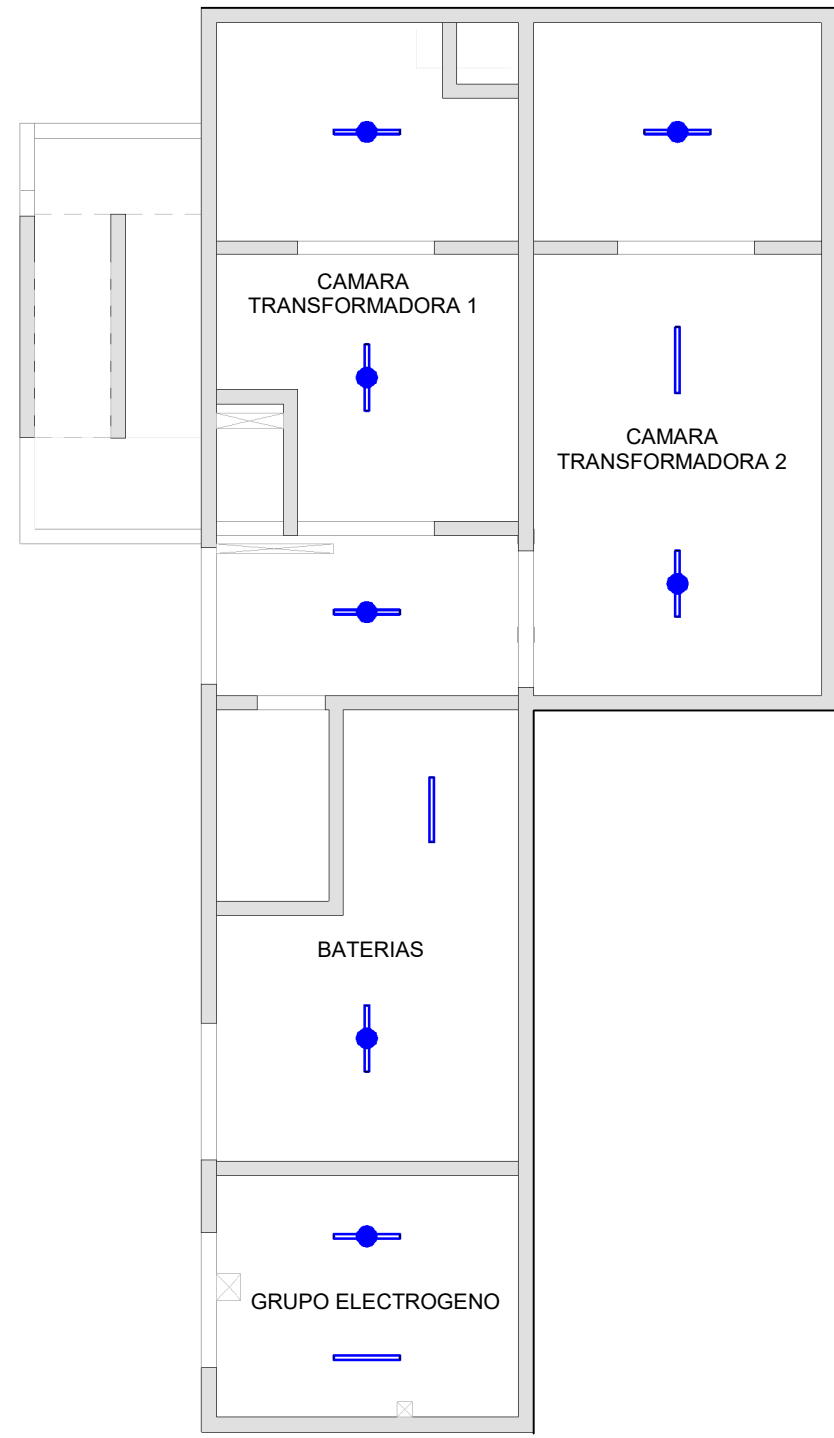 CAMARA
TRANSFORMADORA 1
CAMARA
TRANSFORMADORA 2
BATERIAS
GRUPO ELECTROGENO